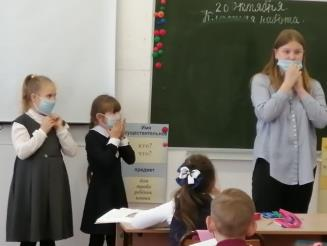 20 октября
Классная работа.
Имя
существительное
кто?
что?
предмет